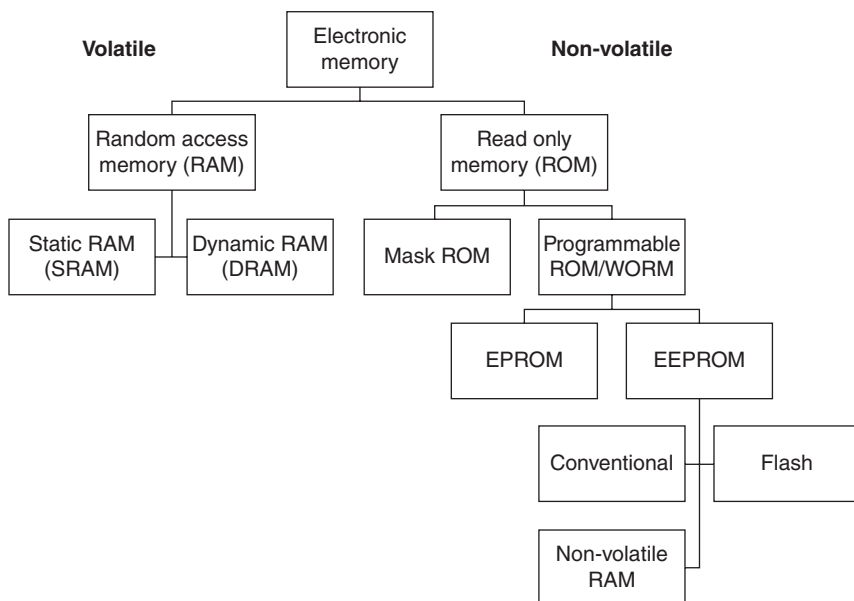 Volatile
Electronic
memory
Non-volatile
Random access
memory (RAM)
Read only
memory (ROM)
Static RAM
(SRAM)
Dynamic RAM
(DRAM)
Mask ROM
Programmable
ROM/WORM
EPROM
EEPROM
Conventional
Flash
Non-volatile
RAM